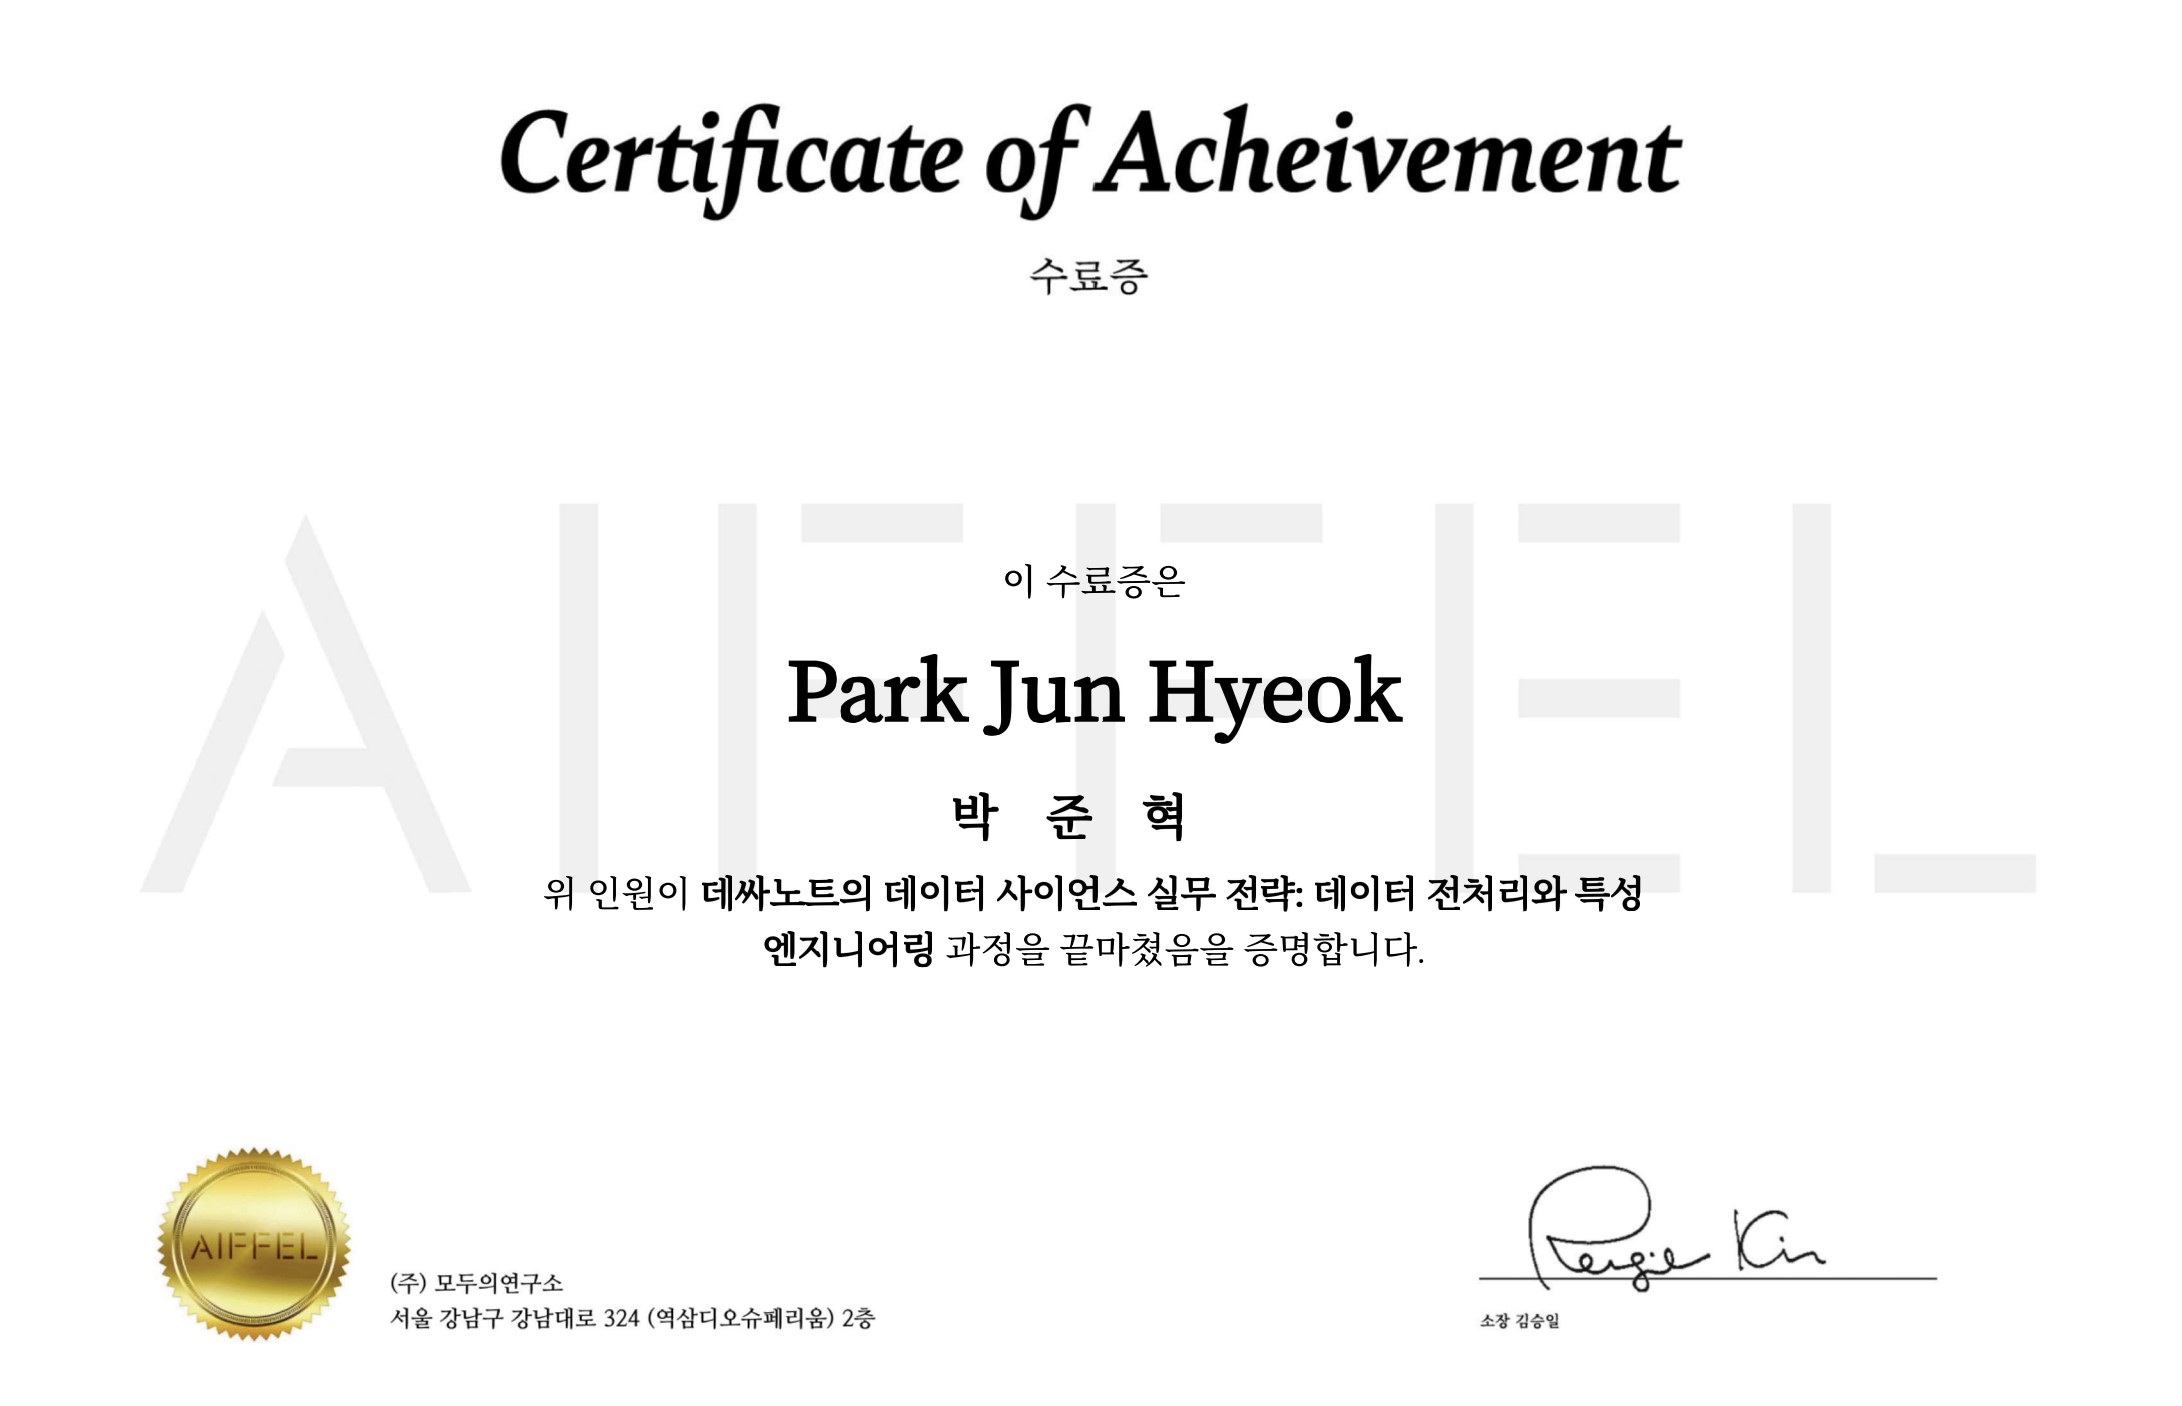 Certificate of Acheivement
수료증
AIFFEL
이 수료증은
Park Jun Hyeok
박 준 혁
위 인원이 데싸노트의 데이터 사이언스 실무 전략: 데이터 전처리와 특성
엔지니어링 과정을 끝마쳤음을 증명합니다.
AIFFEL
(주) 모두의연구소
서울 강남구 강남대로 324 (역삼디오슈페리움) 2층
Rengie Kim
소장 김승일